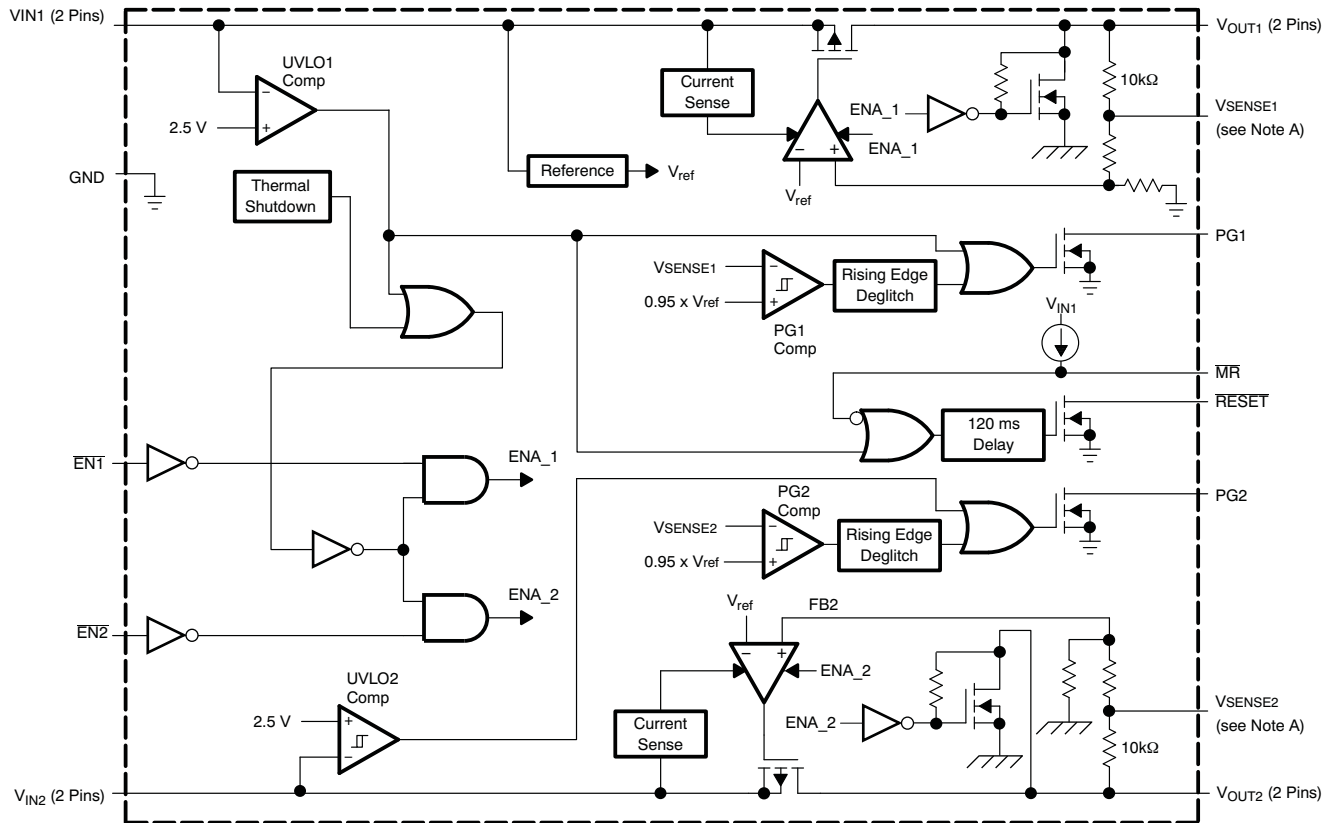 VIN1 (2 Pins)
VOUT1 (2 Pins)
UVLO1
Comp
2.5 V
Current
Sense
ENA_1
ENA_1
10kΩ
VSENSE1
(see Note A)
GND
Thermal
Shutdown
Reference
Vref
Vref
PG1
VSENSE1
0.95 x Vref
Rising Edge
Deglitch
PG1
Comp
VIN1
MR
RESET
120 ms
Delay
EN1
ENA_1
PG2
Comp
PG2
VSENSE2
0.95 x Vref
Rising Edge
Deglitch
EN2
ENA_2
Vref
FB2
UVLO2
Comp
2.5 V
ENA_2
Current
Sense
ENA_2
VSENSE2
(see Note A)
10kΩ
VIN2 (2 Pins)
VOUT2 (2 Pins)